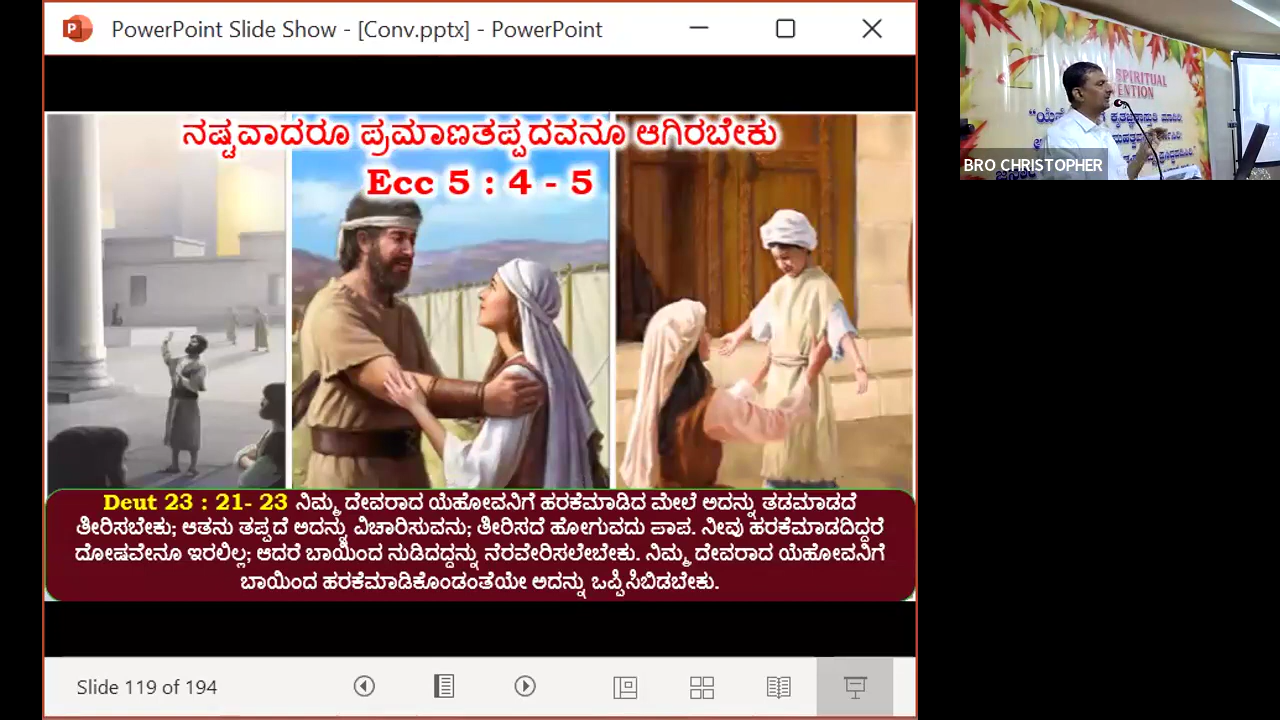 PowerPoint Slide Show - [Conv.pptx] - PowerPoint
ನಷ್ಟವಾದರೂ ಪ್ರಮಾಣತಪ್ಪದವನೂ ಆಗಿರಬೇಕು
Ecc 5 : 4 - 5
Deut 23 : 21- 23 ನಿಮ್ಮ ದೇವರಾದ ಯೆಹೋವನಿಗೆ ಹರಕೆಮಾಡಿದ ಮೇಲೆ ಅದನ್ನು ತಡಮಾಡದೆ
ತೀರಿಸಬೇಕು; ಆತನು ತಪ್ಪದೆ ಅದನ್ನು ವಿಚಾರಿಸುವನು; ತೀರಿಸದೆ ಹೋಗುವದು ಪಾಪ. ನೀವು ಹರಕೆಮಾಡದಿದ್ದರೆ
ದೋಷವೇನೂ ಇರಲಿಲ್ಲ; ಆದರೆ ಬಾಯಿಂದ ನುಡಿದದ್ದನ್ನು ನೆರವೇರಿಸಲೇಬೇಕು. ನಿಮ್ಮ ದೇವರಾದ ಯೆಹೋವನಿಗೆ
ಬಾಯಿಂದ ಹರಕೆಮಾಡಿಕೊಂಡಂತೆಯೇ ಅದನ್ನು ಒಪ್ಪಿಸಿಬಿಡಬೇಕು.
Slide 119 of 194
2
SPIRITUAL
BRO CHRISTOPHER